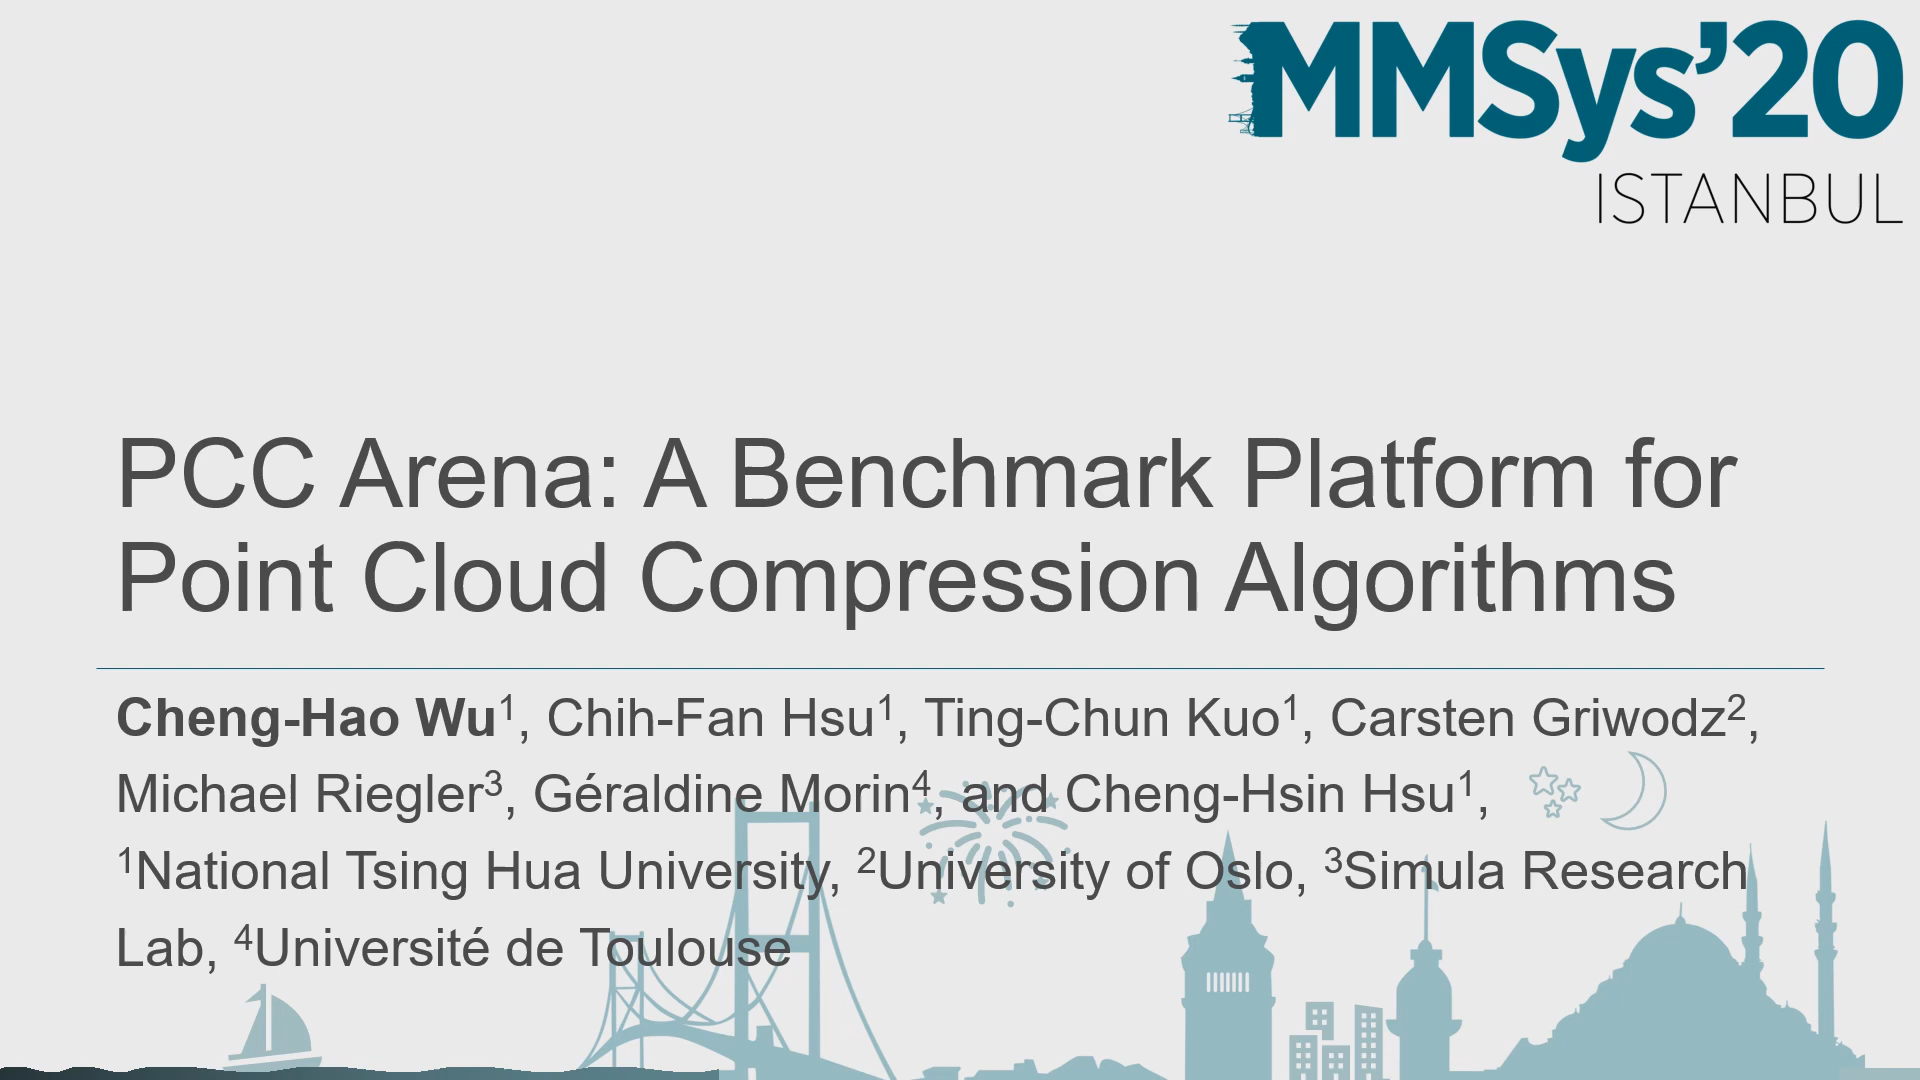 MMSys’20
ISTANBUL
PCC Arena: A Benchmark Platform for
Point Cloud Compression Algorithms
Cheng-Hao Wu¹, Chih-Fan Hsu¹, Ting-Chun Kuo¹, Carsten Griwodz²,
Michael Riegler³, Géraldine Morin⁴, and Cheng-Hsin Hsu¹,
¹National Tsing Hua University, ²University of Oslo, ³Simula Research
Lab, ⁴Université de Toulouse